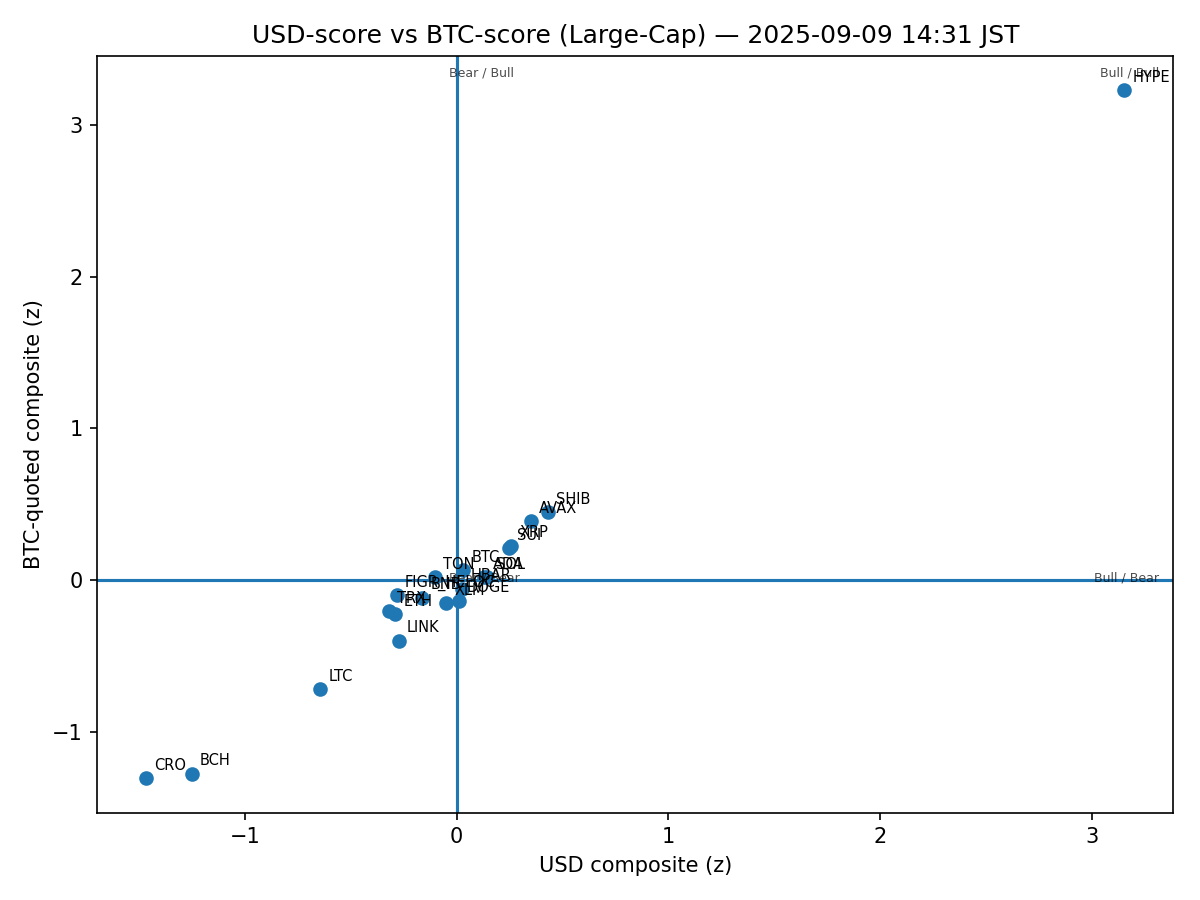 USD-score vs BTC-score (Large-Cap) — 2025-09-09 14:31 JST
Bear / Bull
Bull / Bull
HYPE
3
2
1
0
−1
BTC-quoted composite (z)
SHIB
AVAX
XRP
SUI
BTC
TON
ADA
SOL
HBAR
Bear
Bull / Bear
DOGE
XLM
TRX
ETH
LINK
LTC
BCH
CRO
−1
0
1
2
3
USD composite (z)